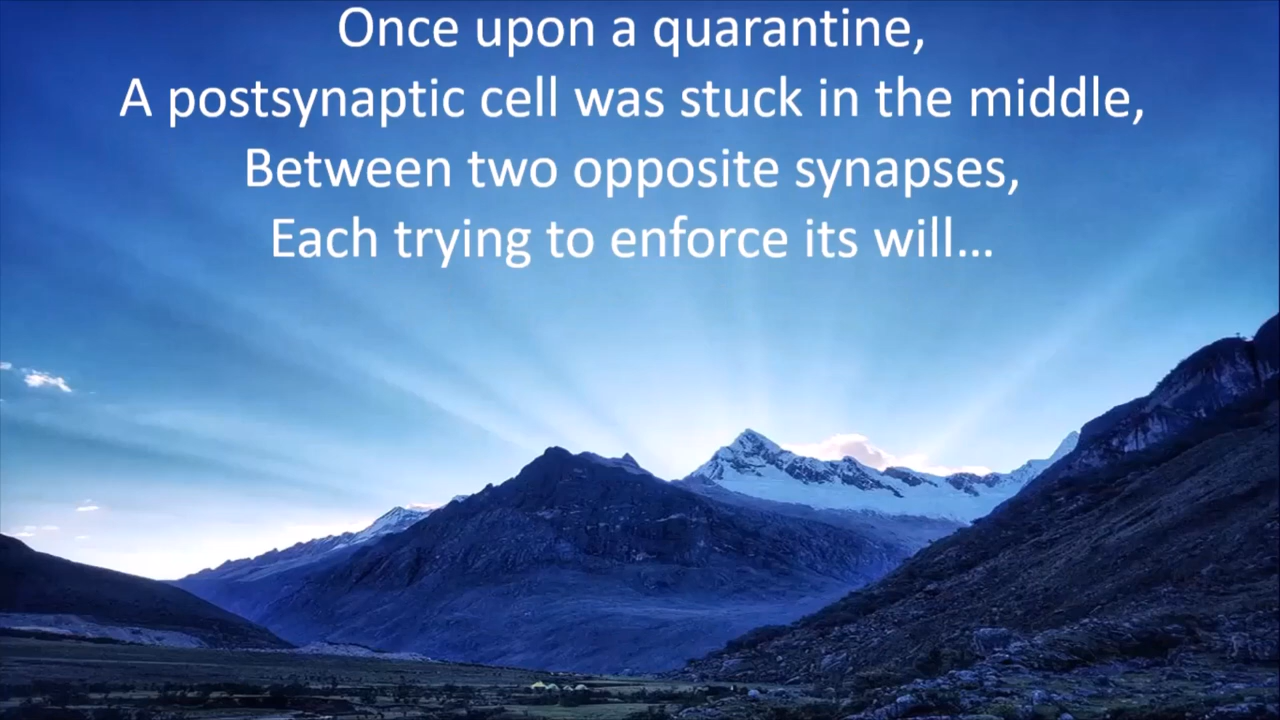 Once upon a quarantine,
A postsynaptic cell was stuck in the middle,
Between two opposite synapses,
Each trying to enforce its will…